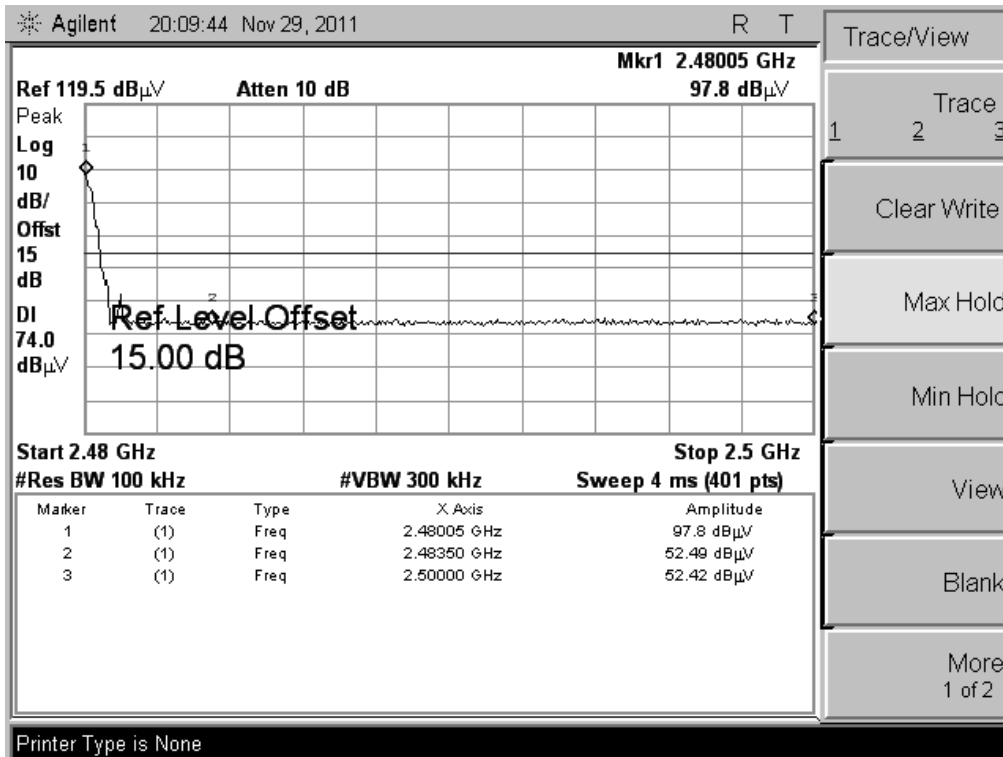 Agilent 20:09:44 Nov 29, 2011 R T
Trace/View
Mkr1 2.48005 GHz
Ref 119.5 dBµV Atten 10 dB 97.8 dBµV
Peak
Log
10
dB/
Offst
15
dB
DI
74.0
dBµV
1
2
3
Ref Level Offset
15.00 dB
Start 2.48 GHz Stop 2.5 GHz
#Res BW 100 kHz #VBW 300 kHz Sweep 4 ms (401 pts)
Marker Trace Type X Axis Amplitude
1 (1) Freq 2.48005 GHz 97.8 dBµV
2 (1) Freq 2.48350 GHz 52.49 dBµV
3 (1) Freq 2.50000 GHz 52.42 dBµV
Trace
1 2 3
Clear Write
Max Hold
Min Hold
View
Blank
More
1 of 2
Printer Type is None